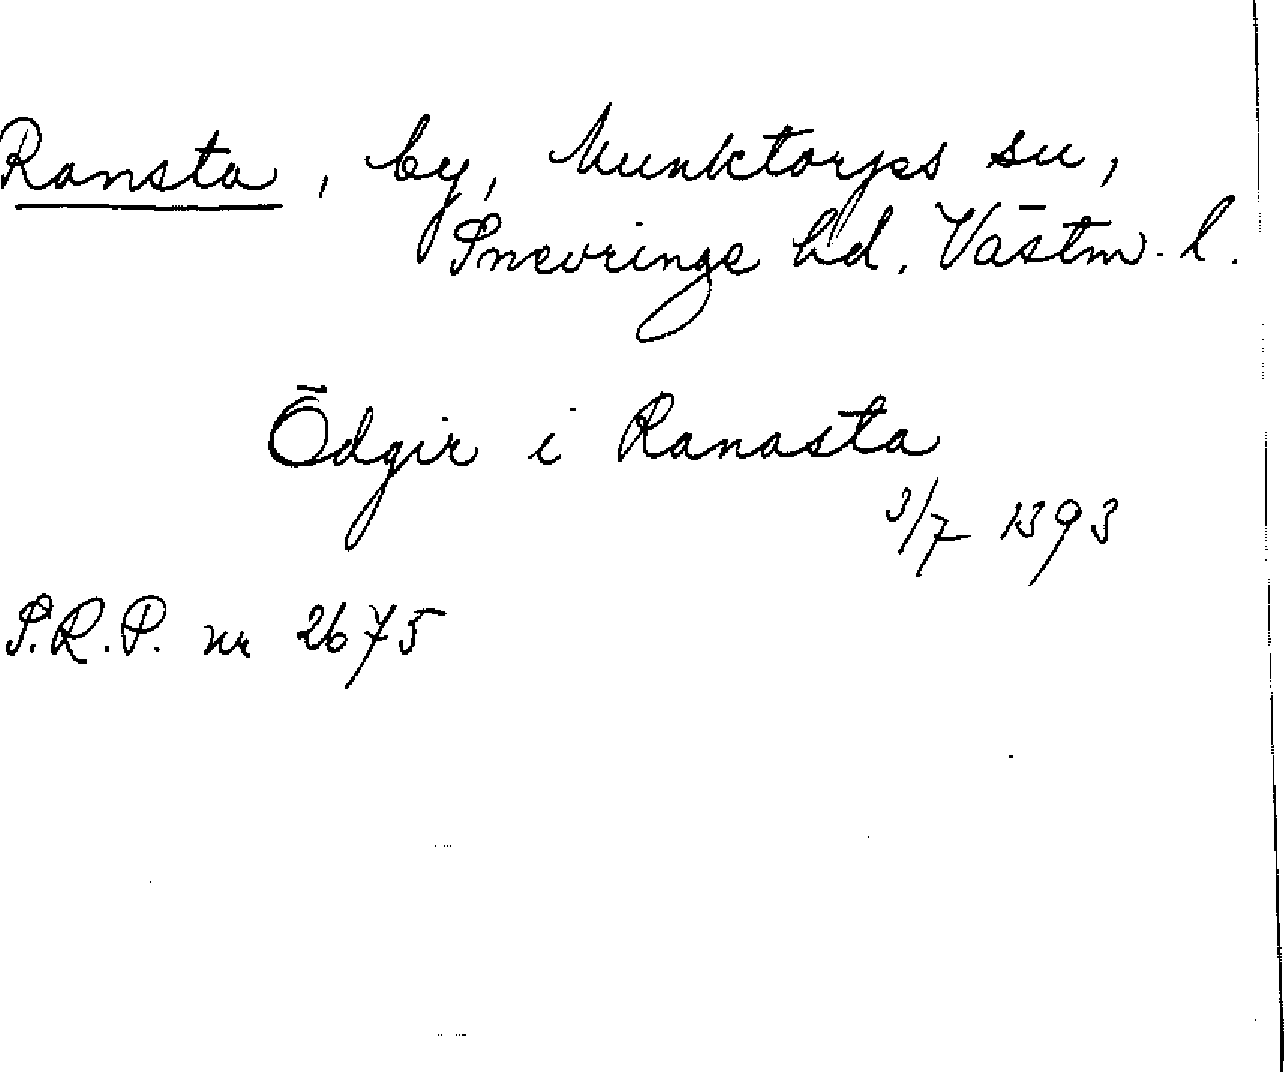 Ransta, by, Munktorps sn,
Snevringe hd. Västm. l.
Ödgir i Ranasta
3/7 1393
S.R.P. nr 2675